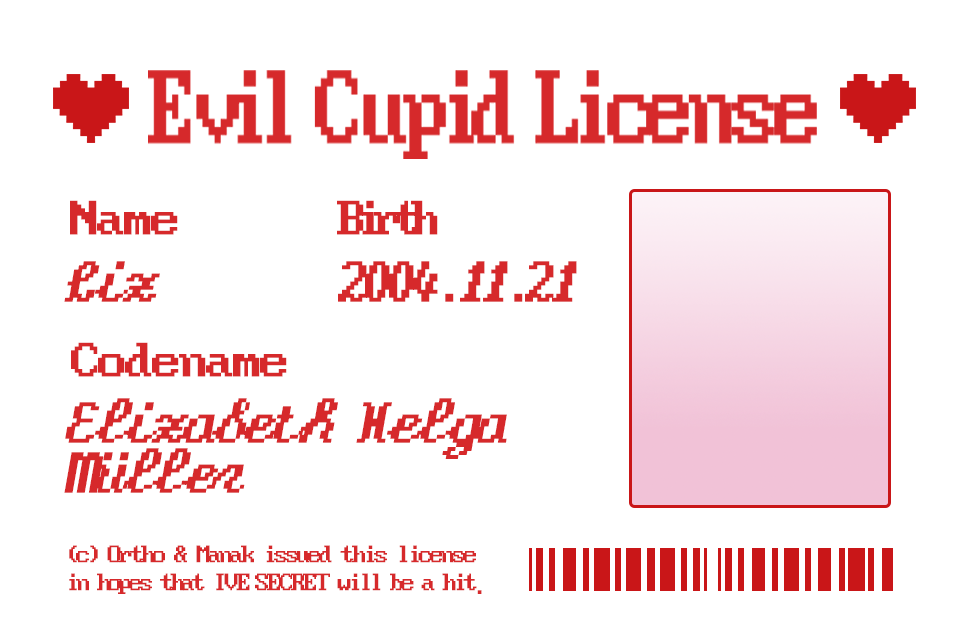 Evil Cupid License
Name
Birth
Liz
2004.11.21
Codename
Elizabeth Helga
Müller
(c) Ortho & Manak issued this license
in hopes that IVE SECRET will be a hit.